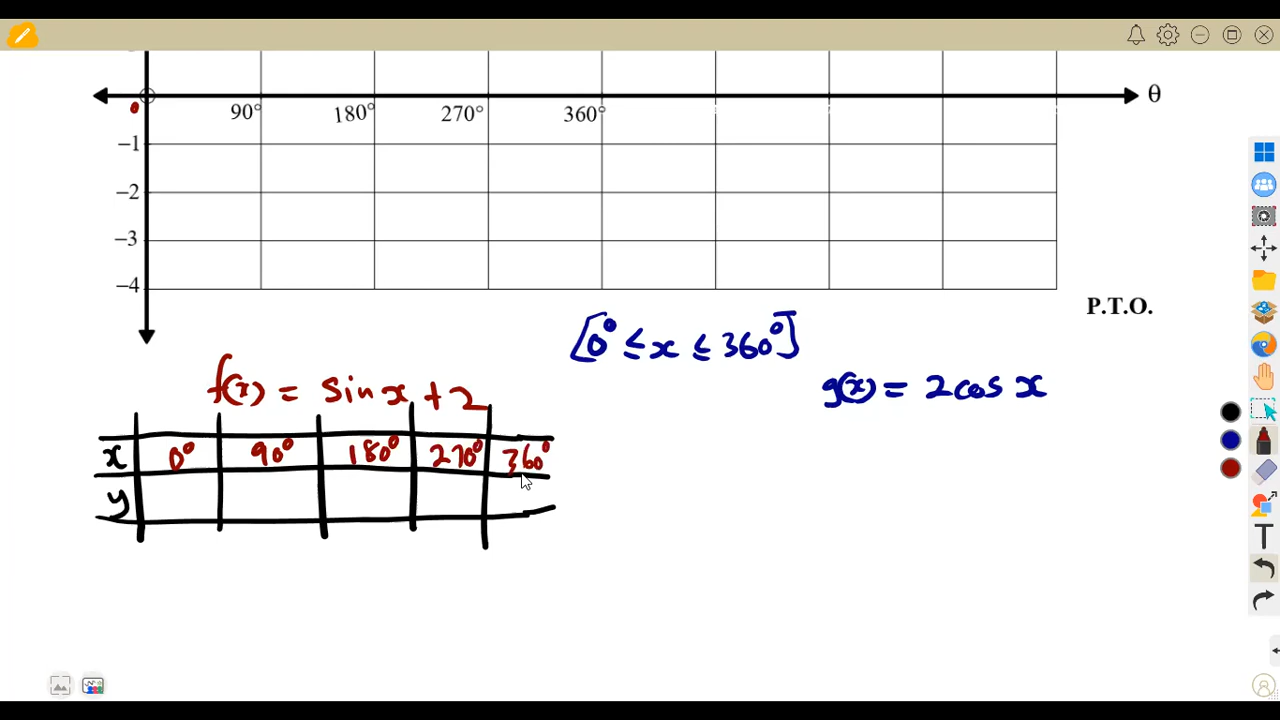 θ
0 90° 180° 270° 360°
−1
−2
−3
−4
P.T.O.
[0° ≤ x ≤ 360°]
f(x) = sin x + 2
g(x) = 2cos x
x 0° 90° 180° 270° 360°
y
T